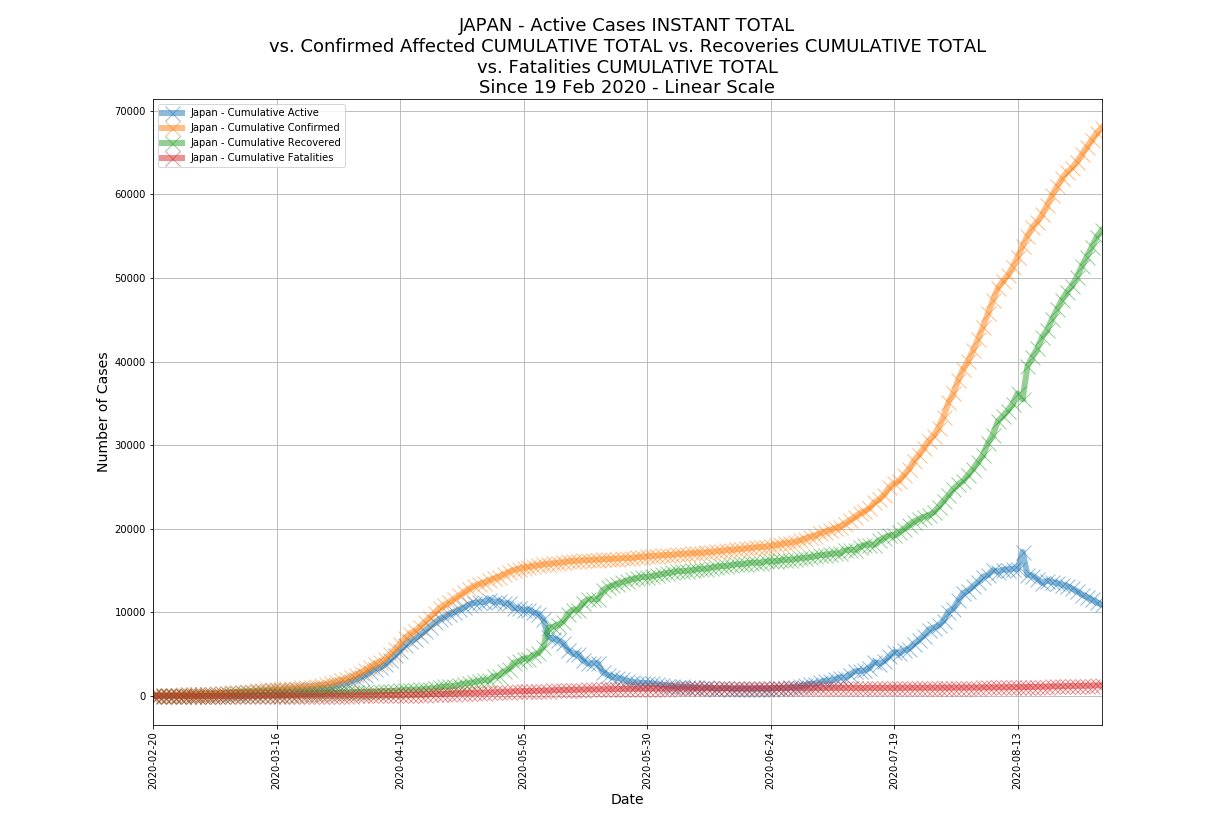 JAPAN - Active Cases INSTANT TOTAL
vs. Confirmed Affected CUMULATIVE TOTAL vs. Recoveries CUMULATIVE TOTAL
vs. Fatalities CUMULATIVE TOTAL
Since 19 Feb 2020 - Linear Scale
Japan - Cumulative Active
Japan - Cumulative Confirmed
Japan - Cumulative Recovered
Japan - Cumulative Fatalities
Number of Cases
70000
60000
50000
40000
30000
20000
10000
0
2020-02-20
2020-03-16
2020-04-10
2020-05-05
2020-05-30
2020-06-24
2020-07-19
2020-08-13
Date